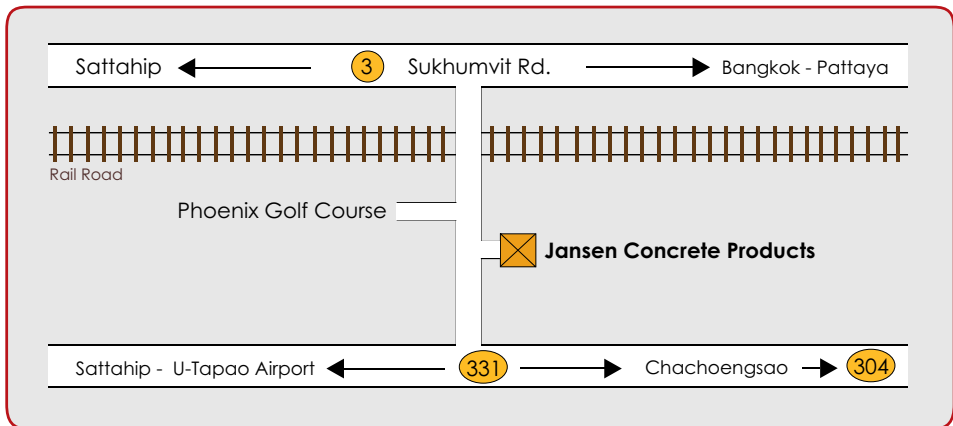 Sattahip 3 Sukhumvit Rd. Bangkok - Pattaya
Rail Road
Phoenix Golf Course
Jansen Concrete Products
Sattahip - U-Tapao Airport 331 Chachoengsao 304